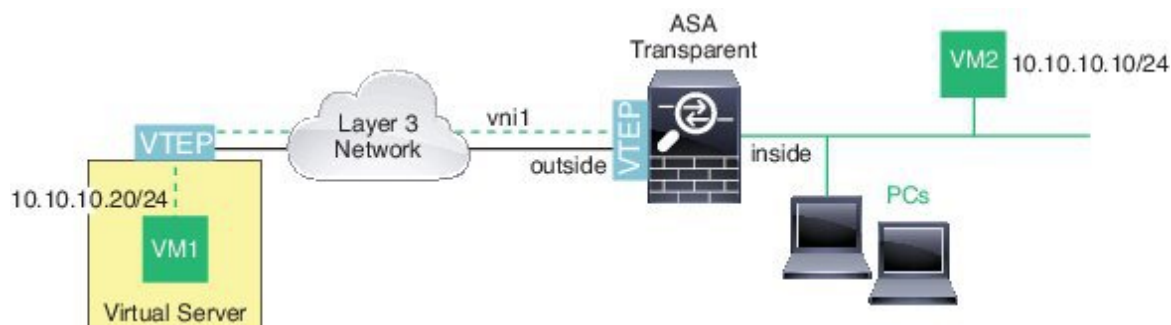 ASA
Transparent
VM2
10.10.10.10/24
VTEP
Layer 3
Network
vni1
VTEP
outside
inside
10.10.10.20/24
PCs
VM1
Virtual Server